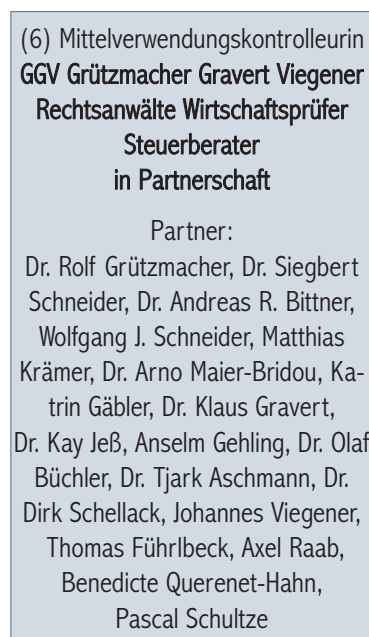 (6) Mittelverwendungskontrolleurin
GGV Grützmacher Gravert Viegener
Rechtsanwälte Wirtschaftsprüfer
Steuerberater
in Partnerschaft
Partner:
Dr. Rolf Grützmacher, Dr. Siegbert
Schneider, Dr. Andreas R. Bittner,
Wolfgang J. Schneider, Matthias
Krämer, Dr. Arno Maier-Bridou, Ka-
trin Gäbler, Dr. Klaus Gravert,
Dr. Kay Jeß, Anselm Gehling, Dr. Olaf
Büchler, Dr. Tjark Aschmann, Dr.
Dirk Schellack, Johannes Viegener,
Thomas Führlbeck, Axel Raab,
Benedicte Querenet-Hahn,
Pascal Schultze